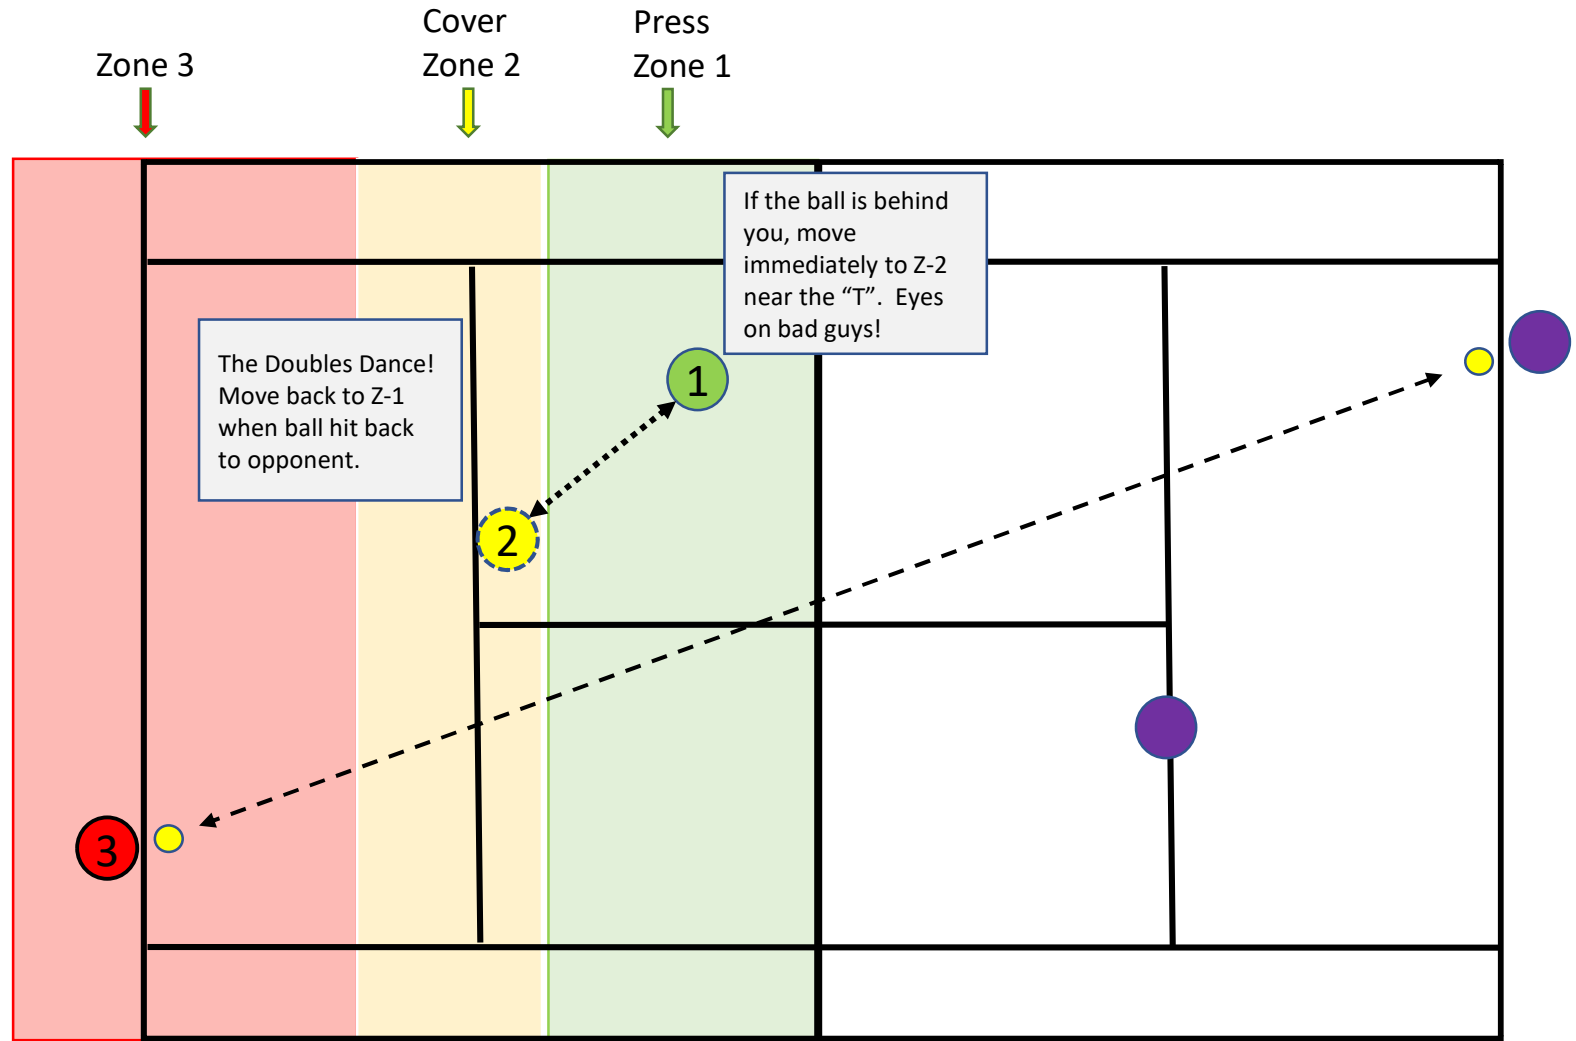 Cover
Press
Zone 3
Zone 2
Zone 1
If the ball is behind
you, move
immediately to Z-2
near the “T”.  Eyes
on bad guys!
The Doubles Dance!
Move back to Z-1
when ball hit back
to opponent.
1
2
3